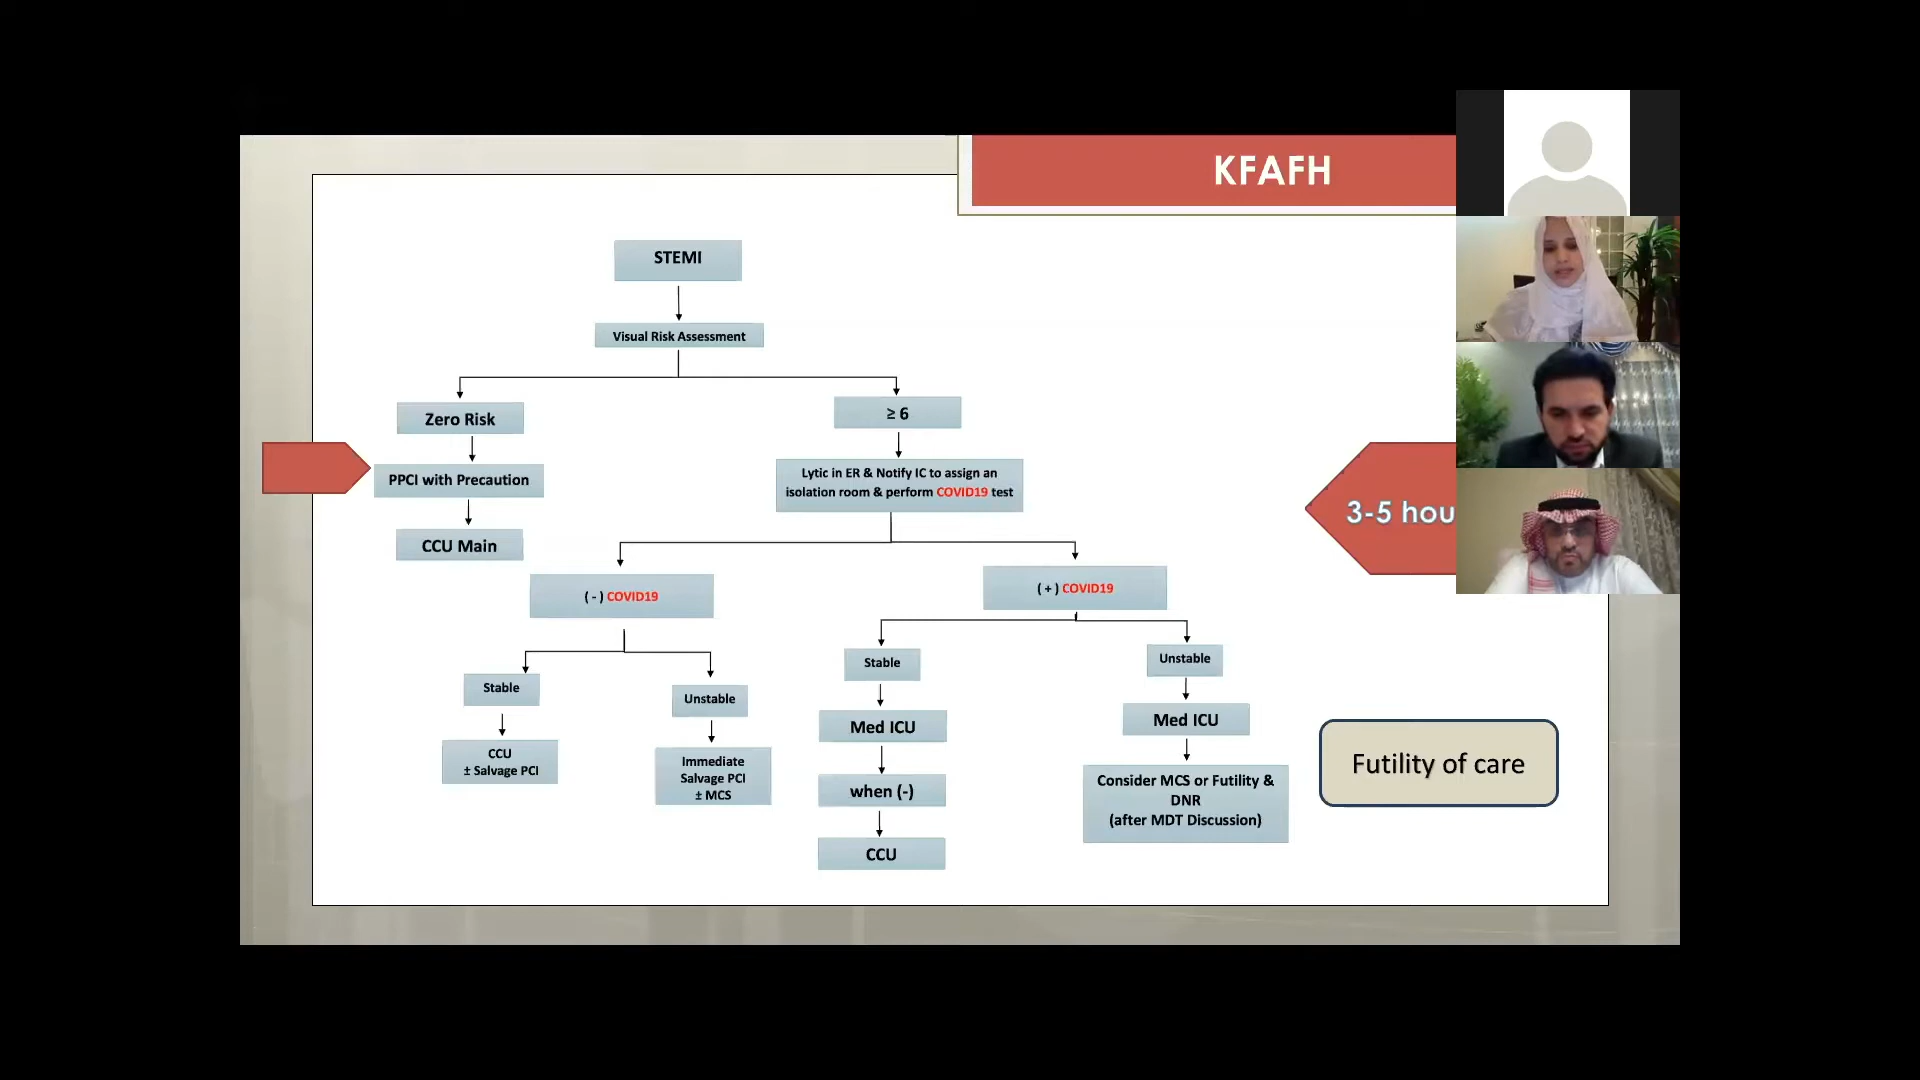 KFAFH
STEMI
Visual Risk Assessment
Zero Risk
≥ 6
PPCI with Precaution
Lytic in ER & Notify IC to assign an
isolation room & perform COVID19 test
3-5 hou
CCU Main
( - ) COVID19
( + ) COVID19
Stable
Unstable
Stable
Unstable
CCU
± Salvage PCI
Immediate
Salvage PCI
± MCS
Med ICU
when (-)
CCU
Med ICU
Consider MCS or Futility &
DNR
(after MDT Discussion)
Futility of care